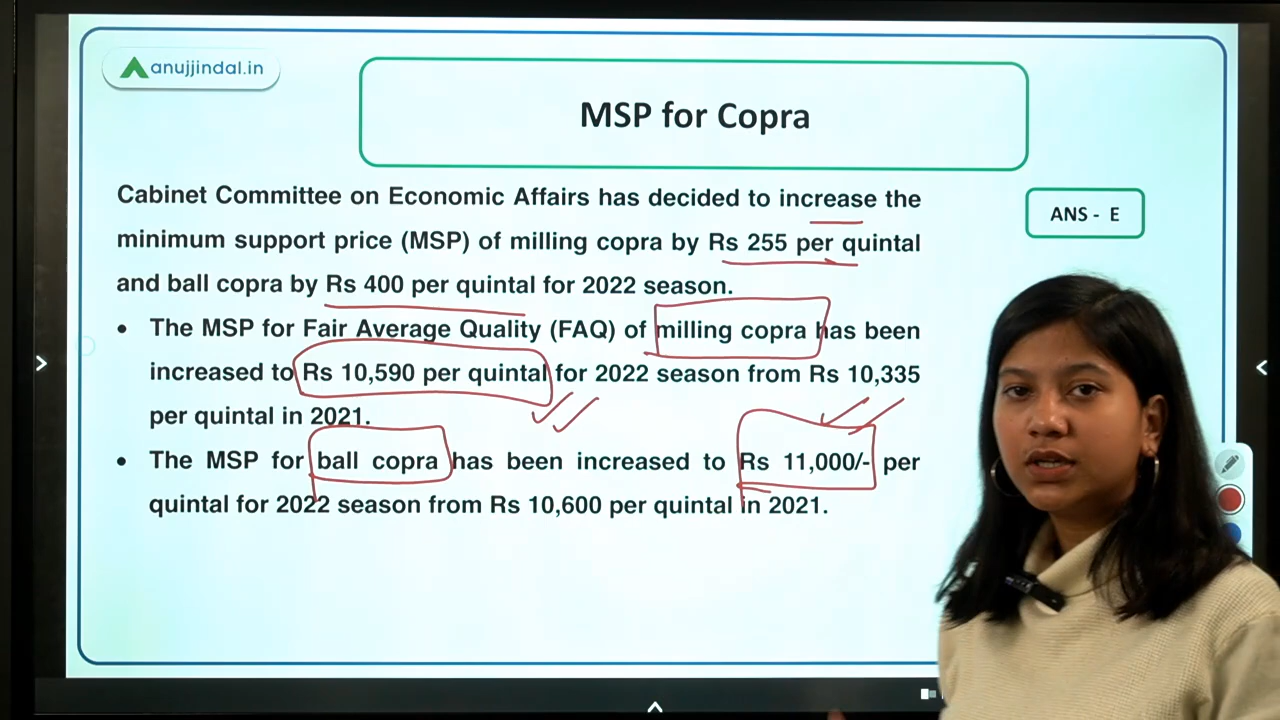 anujjindal.in
MSP for Copra
Cabinet Committee on Economic Affairs has decided to increase the
minimum support price (MSP) of milling copra by Rs 255 per quintal
and ball copra by Rs 400 per quintal for 2022 season.
ANS - E
• The MSP for Fair Average Quality (FAQ) of milling copra has been
increased to Rs 10,590 per quintal for 2022 season from Rs 10,335
per quintal in 2021.
• The MSP for ball copra has been increased to Rs 11,000/- per
quintal for 2022 season from Rs 10,600 per quintal in 2021.